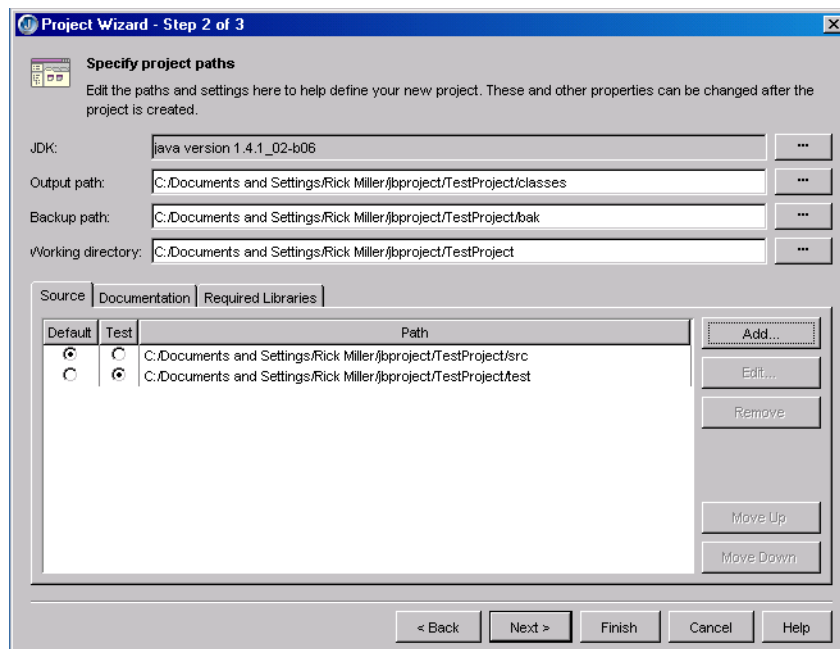 Project Wizard - Step 2 of 3
Specify project paths
Edit the paths and settings here to help define your new project. These and other properties can be changed after the
project is created.
JDK: java version 1.4.1_02-b06 ...
Output path: C:/Documents and Settings/Rick Miller/jbproject/TestProject/classes ...
Backup path: C:/Documents and Settings/Rick Miller/jbproject/TestProject/bak ...
Working directory: C:/Documents and Settings/Rick Miller/jbproject/TestProject ...
Source Documentation Required Libraries
Default Test Path
C:/Documents and Settings/Rick Miller/jbproject/TestProject/src
C:/Documents and Settings/Rick Miller/jbproject/TestProject/test
Add...
Edit...
Remove
Move Up
Move Down
< Back Next > Finish Cancel Help